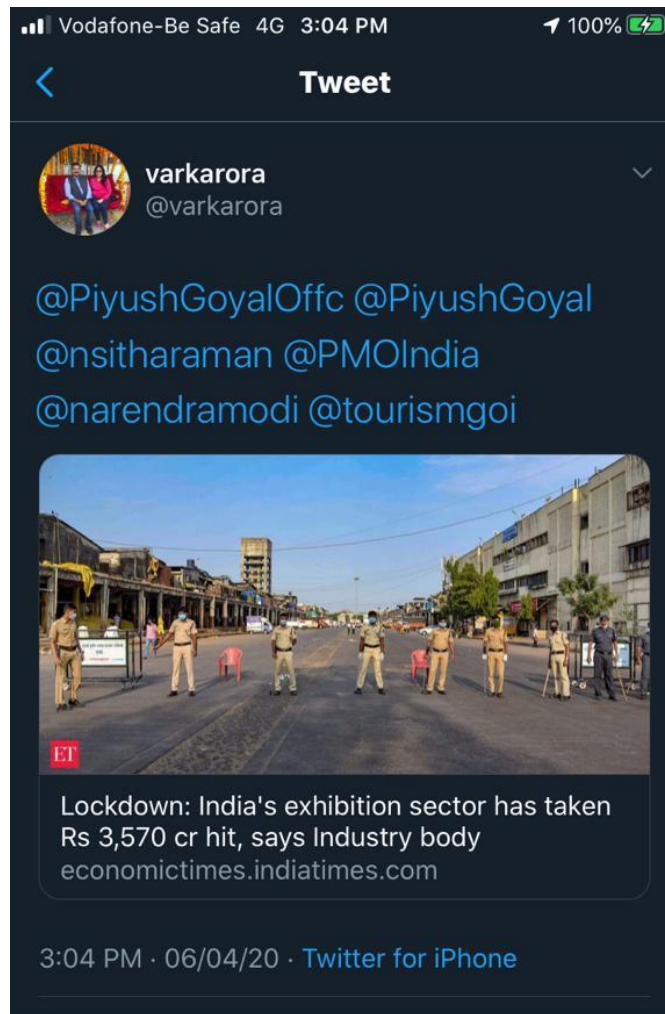 Vodafone-Be Safe 4G 3:04 PM 100%
Tweet
varkarora
@varkarora
@PiyushGoyalOffc @PiyushGoyal
@nsitharaman @PMOIndia
@narendramodi @tourismgoi
ET
Lockdown: India's exhibition sector has taken
Rs 3,570 cr hit, says Industry body
economictimes.indiatimes.com
3:04 PM · 06/04/20 · Twitter for iPhone